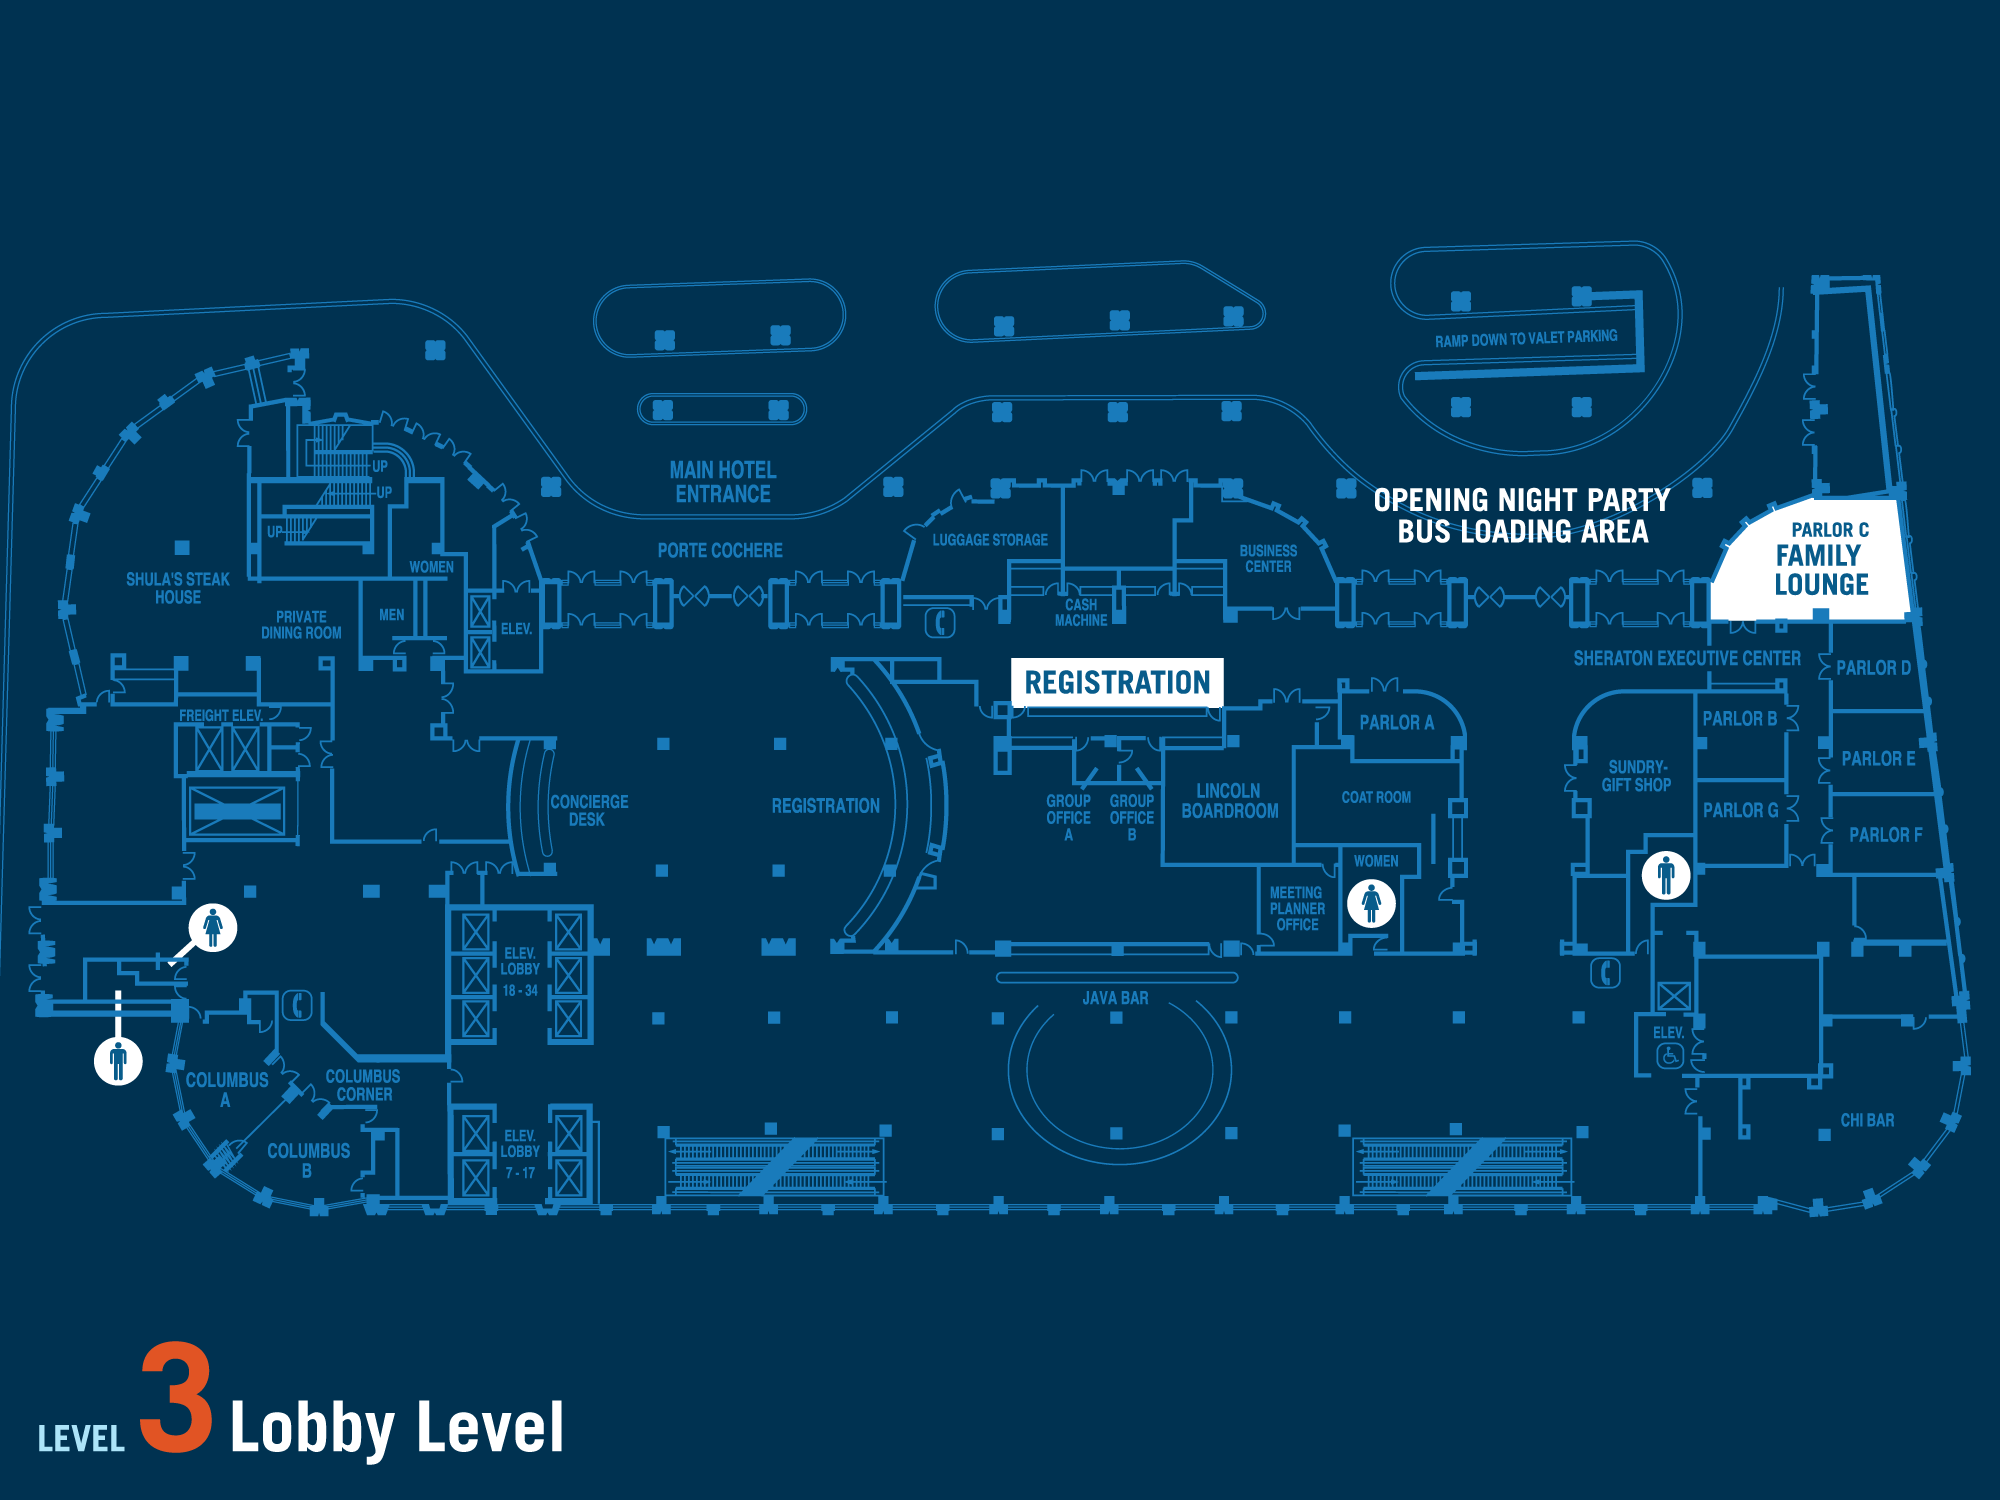 RAMP DOWN TO VALET PARKING
MAIN HOTEL
ENTRANCE
OPENING NIGHT PARTY
BUS LOADING AREA
UP
UP
UP
PORTE COCHERE
LUGGAGE STORAGE
BUSINESS
CENTER
PARLOR C
FAMILY
LOUNGE
SHULA'S STEAK
HOUSE
WOMEN
PRIVATE
DINING ROOM
MEN
ELEV.
CASH
MACHINE
REGISTRATION
SHERATON EXECUTIVE CENTER
PARLOR D
FREIGHT ELEV.
PARLOR A
PARLOR B
PARLOR E
SUNDRY-
GIFT SHOP
CONCIERGE
DESK
REGISTRATION
GROUP
OFFICE
A
GROUP
OFFICE
B
LINCOLN
BOARDROOM
COAT ROOM
PARLOR G
PARLOR F
WOMEN
MEETING
PLANNER
OFFICE
ELEV.
LOBBY
18 - 34
JAVA BAR
ELEV.
COLUMBUS
A
COLUMBUS
CORNER
COLUMBUS
B
ELEV.
LOBBY
7 - 17
CHI BAR
LEVEL 3 Lobby Level